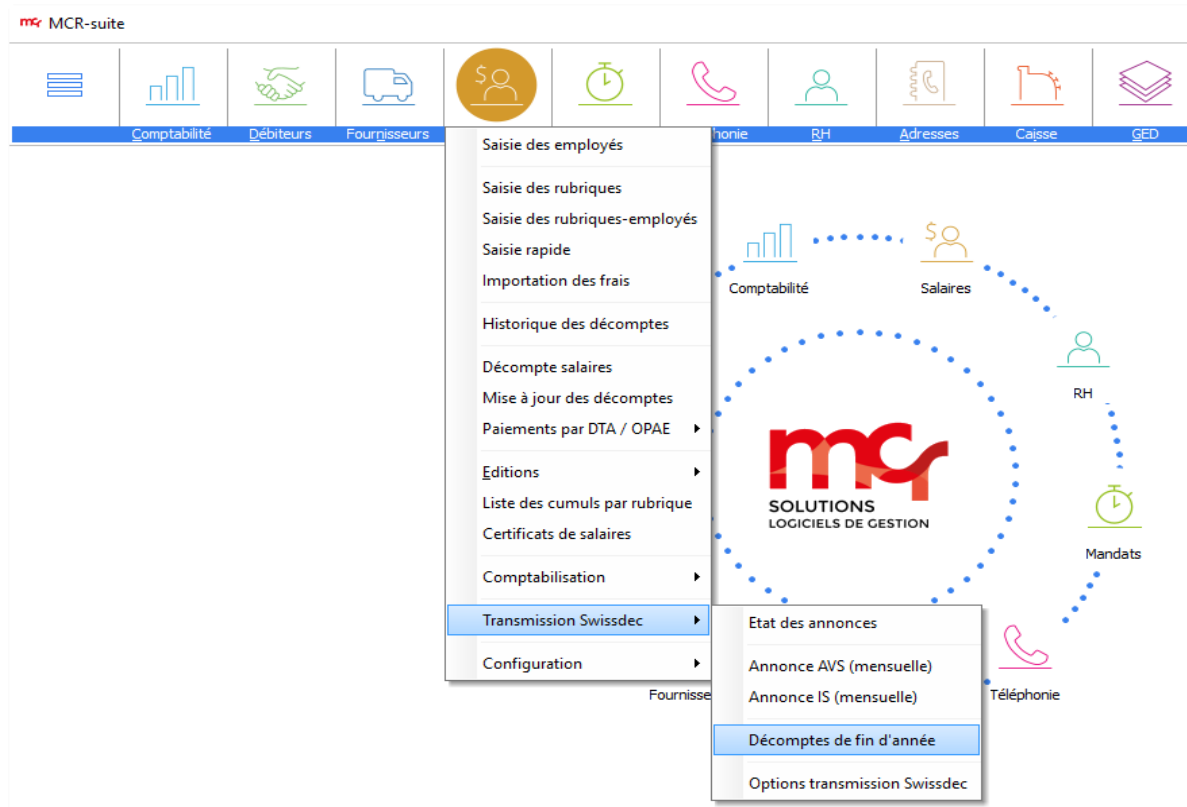 mcr MCR-suite
Comptabilité Débiteurs Fournisseurs honie RH Adresses Caisse GED
Saisie des employés
Saisie des rubriques
Saisie des rubriques-employés
Saisie rapide
Importation des frais
Historique des décomptes
Décompte salaires
Mise à jour des décomptes
Paiements par DTA / OPAE
Editions
Liste des cumuls par rubrique
Certificats de salaires
Comptabilisation
Transmission Swissdec
Configuration
Etat des annonces
Annonce AVS (mensuelle)
Annonce IS (mensuelle)
Décomptes de fin d'année
Options transmission Swissdec
Comptabilité
Salaires
RH
Mandats
Téléphonie
Fournisse
mcr
SOLUTIONS
LOGICIELS DE GESTION